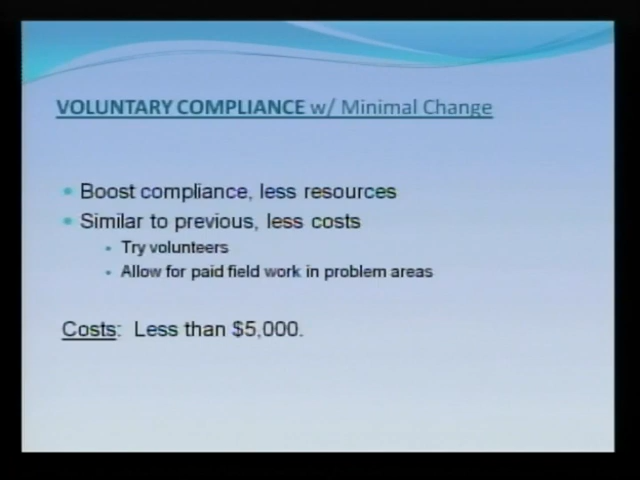 VOLUNTARY COMPLIANCE w/ Minimal Change
Boost compliance, less resources
Similar to previous, less costs
Try volunteers
Allow for paid field work in problem areas
Costs: Less than $5,000.